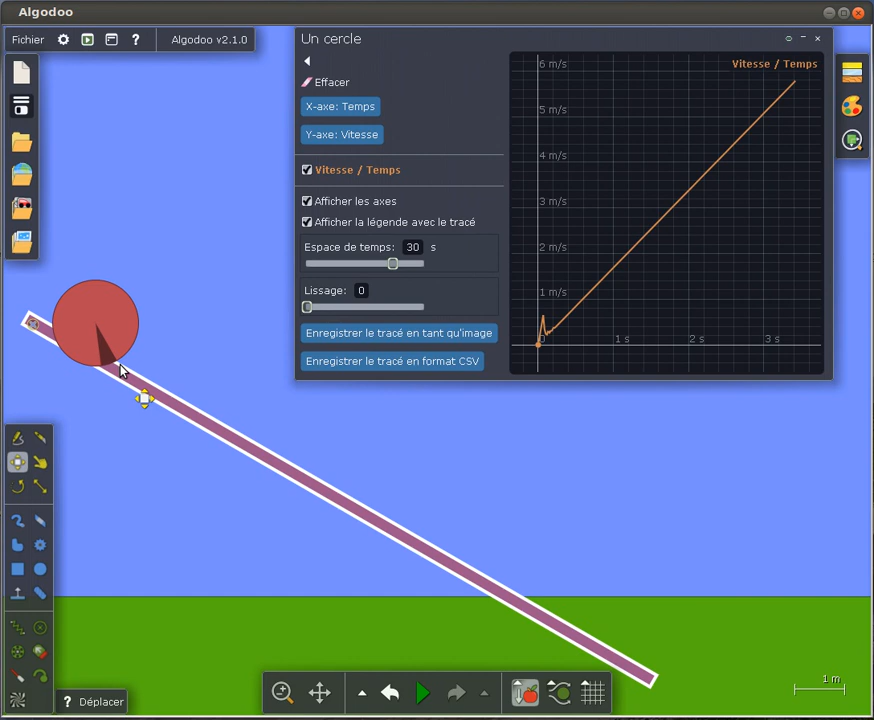 Algodoo
Fichier
?
Algodoo v2.1.0
Un cercle
Effacer
X-axe: Temps
Y-axe: Vitesse
Vitesse / Temps
Afficher les axes
Afficher la légende avec le tracé
Espace de temps: 30 s
Lissage: 0
Enregistrer le tracé en tant qu'image
Enregistrer le tracé en format CSV
Vitesse / Temps
6 m/s
5 m/s
4 m/s
3 m/s
2 m/s
1 m/s
0
1 s
2 s
3 s
? Déplacer
1 m